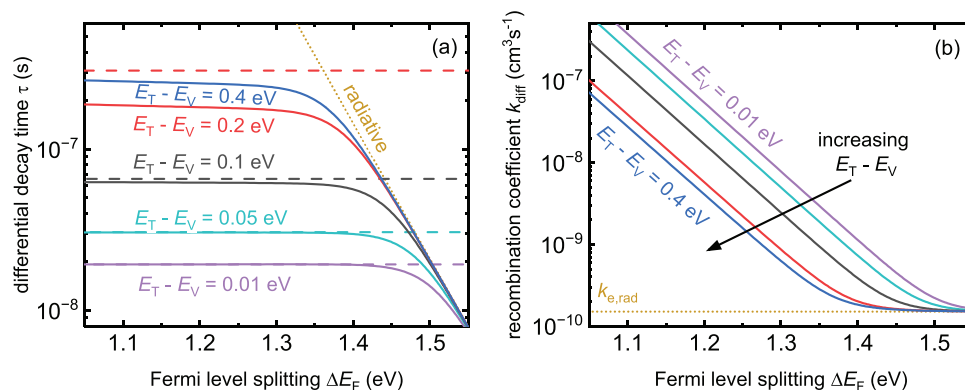 (a)
differential decay time τ (s)
10⁻⁷
10⁻⁸
E_T - E_V = 0.4 eV
E_T - E_V = 0.2 eV
E_T - E_V = 0.1 eV
E_T - E_V = 0.05 eV
E_T - E_V = 0.01 eV
radiative
1.1 1.2 1.3 1.4 1.5
Fermi level splitting ΔE_F (eV)
(b)
recombination coefficient k_diff (cm³s⁻¹)
10⁻⁷
10⁻⁸
10⁻⁹
10⁻¹⁰
E_T - E_V = 0.01 eV
E_T - E_V = 0.4 eV
increasing
E_T - E_V
k_e,rad
1.1 1.2 1.3 1.4 1.5
Fermi level splitting ΔE_F (eV)